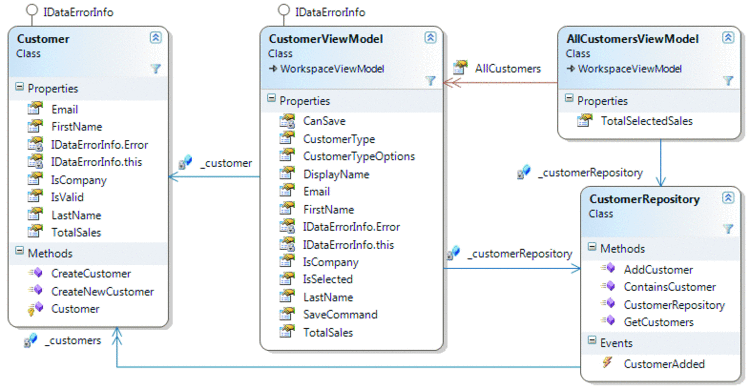 IDataErrorInfo
Customer
Class
Properties
Email
FirstName
IDataErrorInfo.Error
IDataErrorInfo.this
IsCompany
IsValid
LastName
TotalSales
Methods
CreateCustomer
CreateNewCustomer
Customer
_customer
_customers
IDataErrorInfo
CustomerViewModel
Class
WorkspaceViewModel
Properties
CanSave
CustomerType
CustomerTypeOptions
DisplayName
Email
FirstName
IDataErrorInfo.Error
IDataErrorInfo.this
IsCompany
IsSelected
LastName
SaveCommand
TotalSales
AllCustomers
_customerRepository
AllCustomersViewModel
Class
WorkspaceViewModel
Properties
TotalSelectedSales
_customerRepository
CustomerRepository
Class
Methods
AddCustomer
ContainsCustomer
CustomerRepository
GetCustomers
Events
CustomerAdded